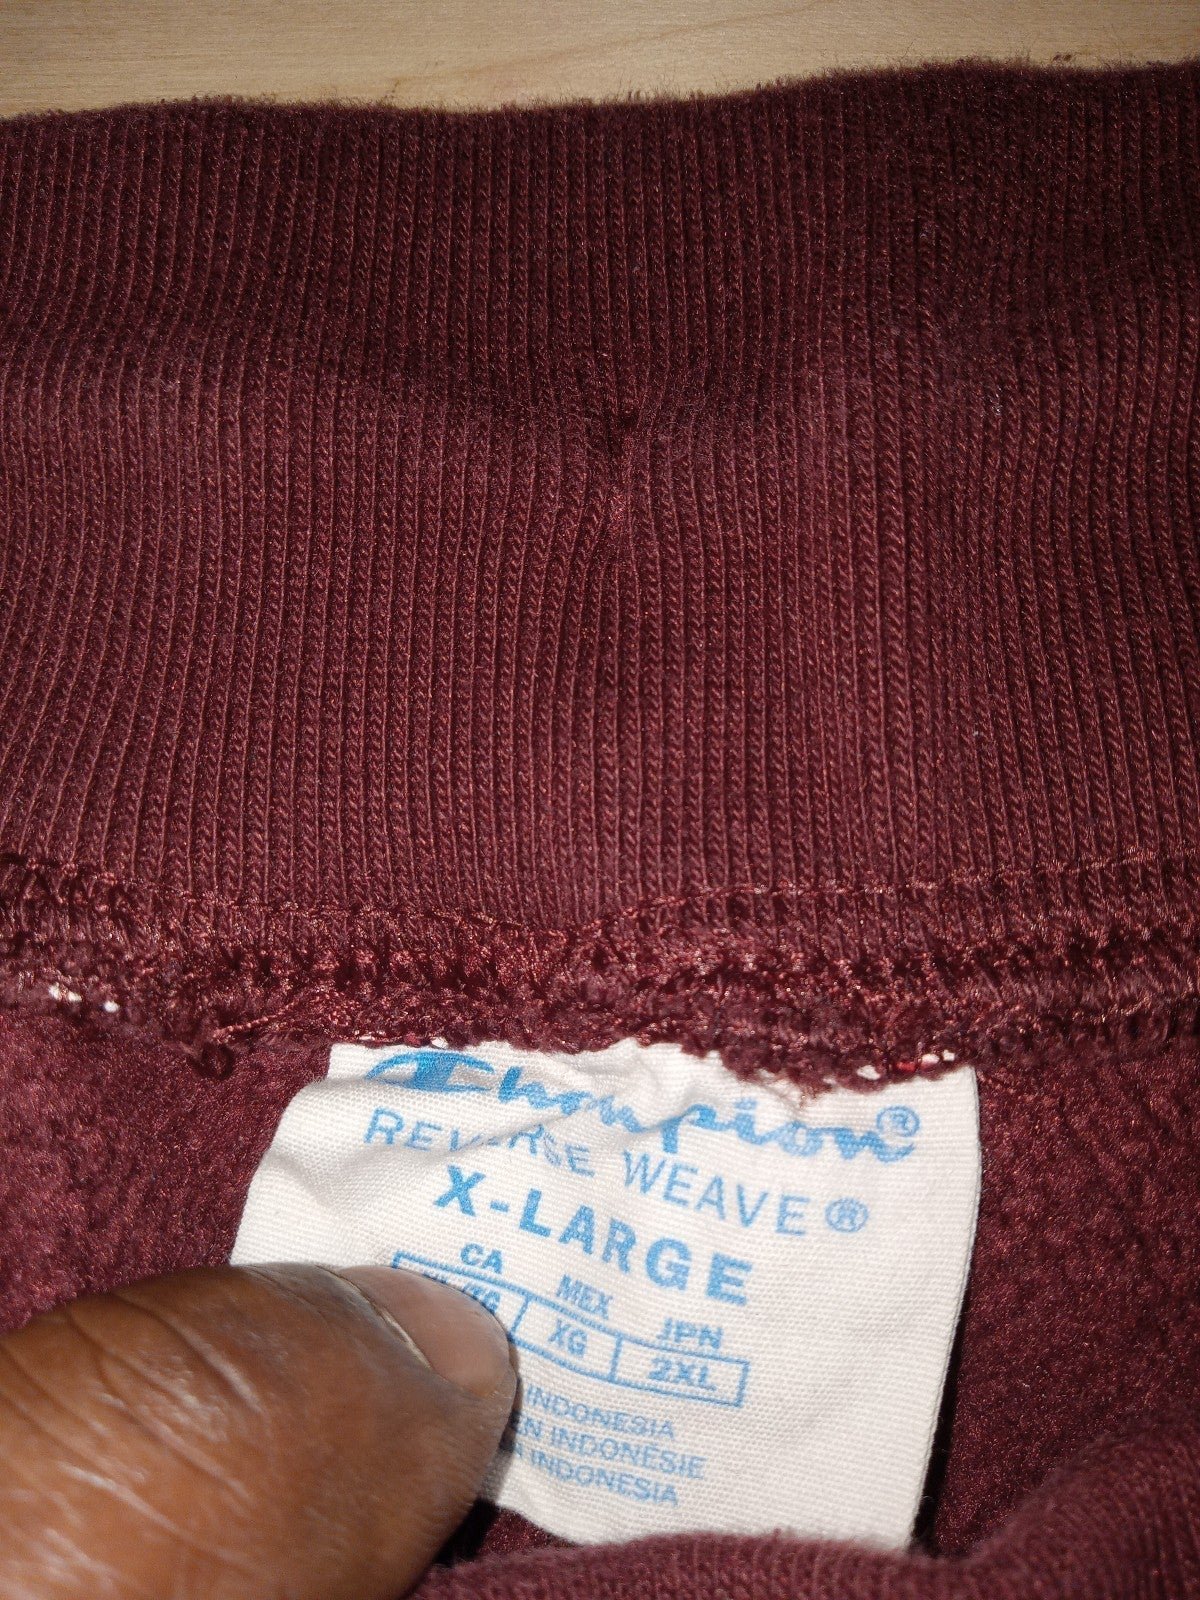 Champion®
REVERSE WEAVE®
X-LARGE
CA MEX JPN
XG 2XL
INDONESIA
EN INDONÉSIE
INDONESIA